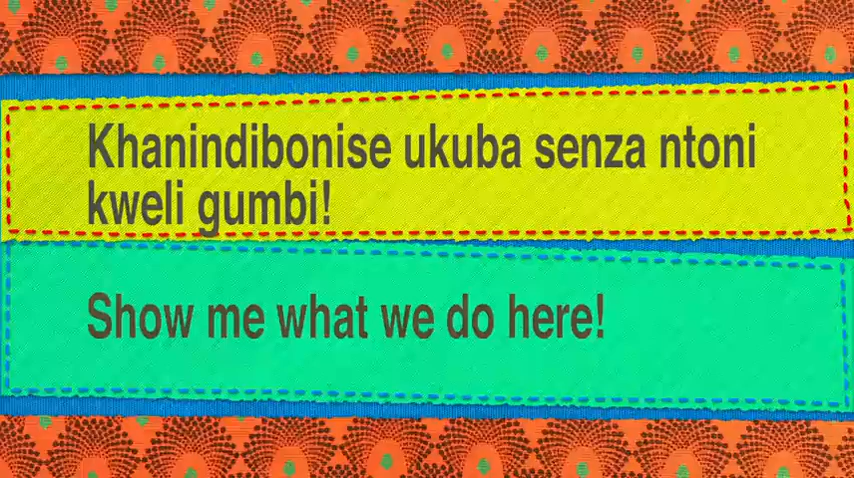 Khanindibonise ukuba senza ntoni
kweli gumbi!
Show me what we do here!